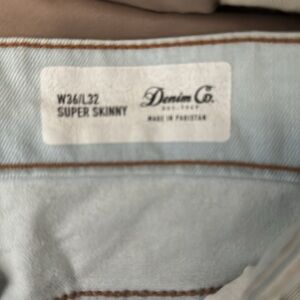 W36/L32
SUPER SKINNY
Denim Co.
MADE IN PAKISTAN